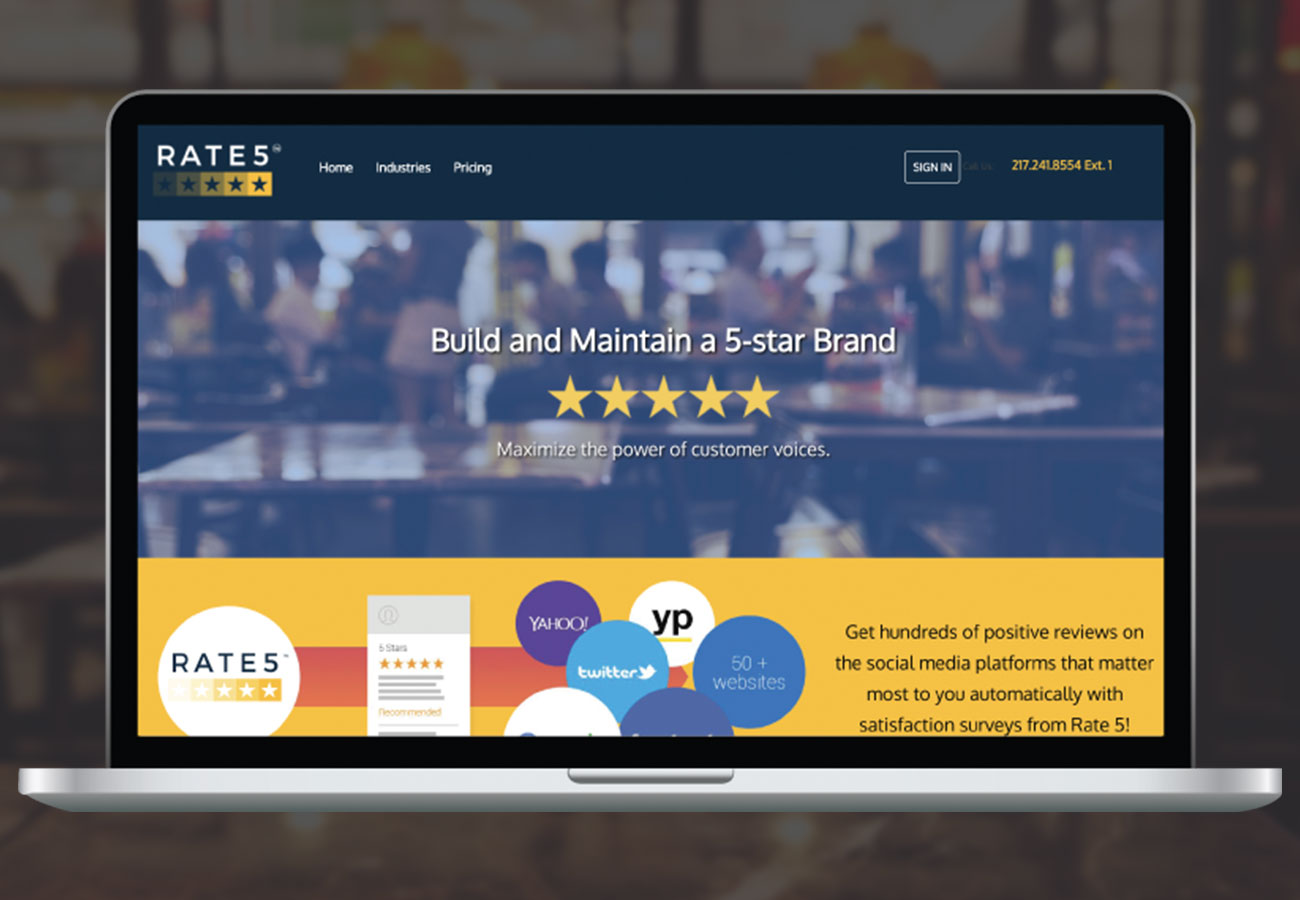 RATE5
Home Industries Pricing
SIGN IN Call Us: 217.241.8554 Ext. 1
Build and Maintain a 5-star Brand
Maximize the power of customer voices.
RATE5
5 Stars
Recommended
YAHOO!
yp
twitter
50 +
websites
Get hundreds of positive reviews on
the social media platforms that matter
most to you automatically with
satisfaction surveys from Rate 5!